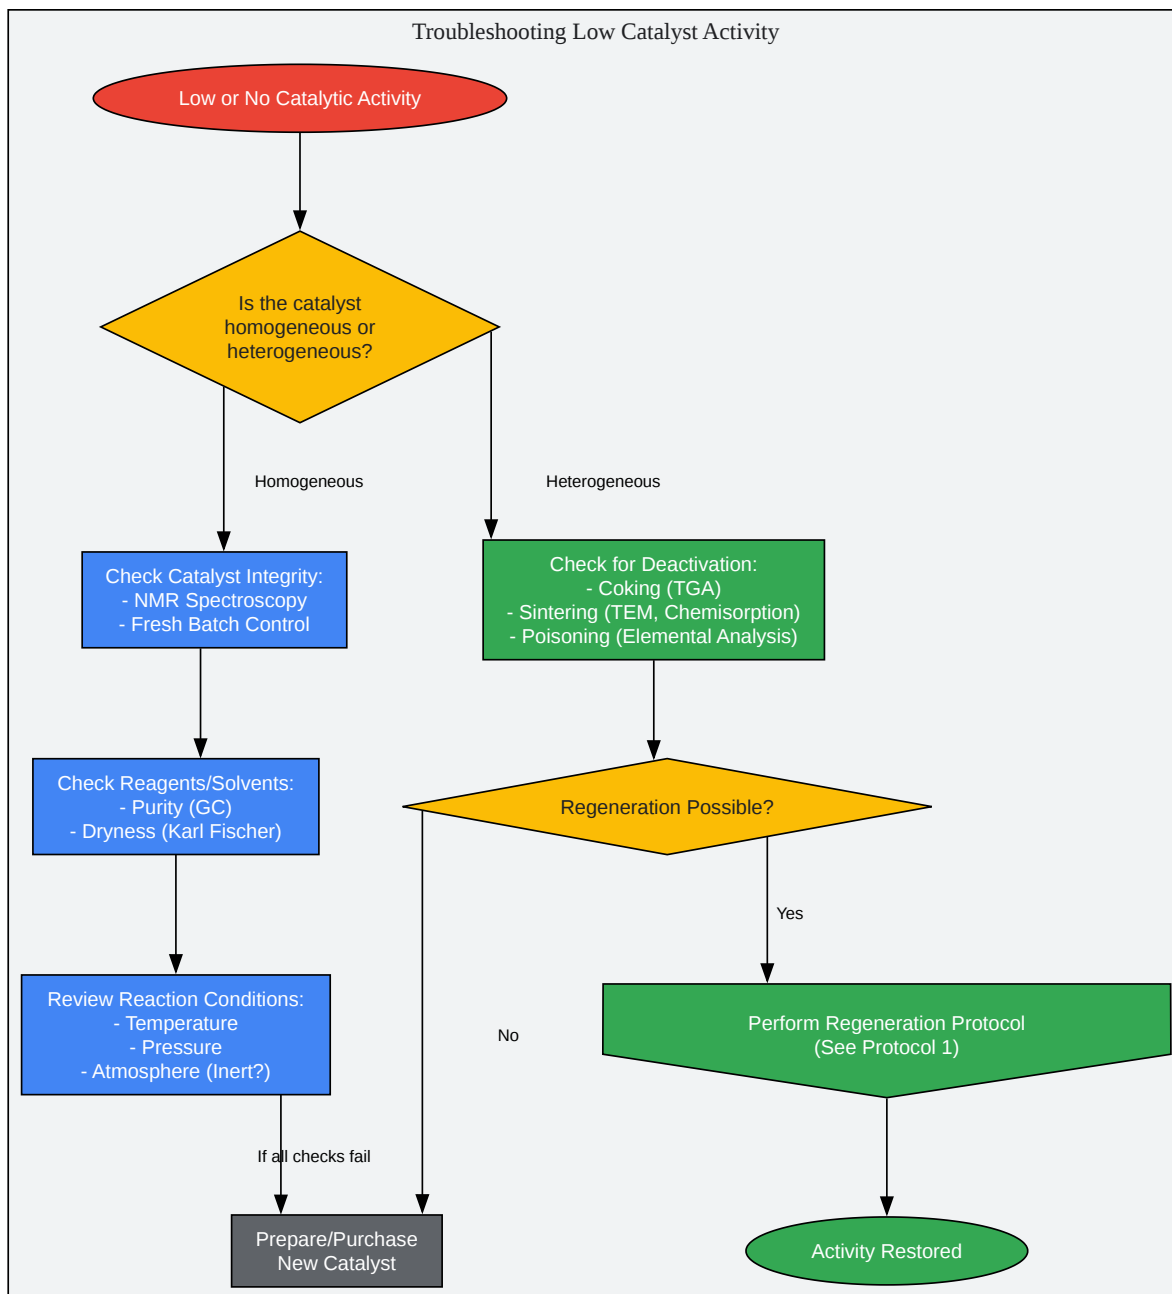 Troubleshooting Low Catalyst Activity
Low or No Catalytic Activity
Is the catalyst
homogeneous or
heterogeneous?
Homogeneous
Heterogeneous
Check Catalyst Integrity:
- NMR Spectroscopy
- Fresh Batch Control
Check for Deactivation:
- Coking (TGA)
- Sintering (TEM, Chemisorption)
- Poisoning (Elemental Analysis)
Check Reagents/Solvents:
- Purity (GC)
- Dryness (Karl Fischer)
Regeneration Possible?
Yes
Review Reaction Conditions:
- Temperature
- Pressure
- Atmosphere (Inert?)
No
Perform Regeneration Protocol
(See Protocol 1)
If all checks fail
Prepare/Purchase
New Catalyst
Activity Restored